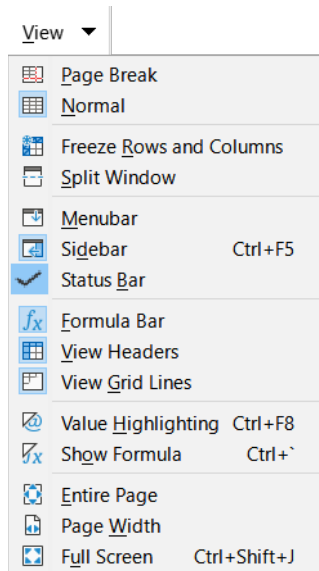 View
Page Break
Normal
Freeze Rows and Columns
Split Window
Menubar
Sidebar Ctrl+F5
Status Bar
Formula Bar
View Headers
View Grid Lines
Value Highlighting Ctrl+F8
Show Formula Ctrl+`
Entire Page
Page Width
Full Screen Ctrl+Shift+J